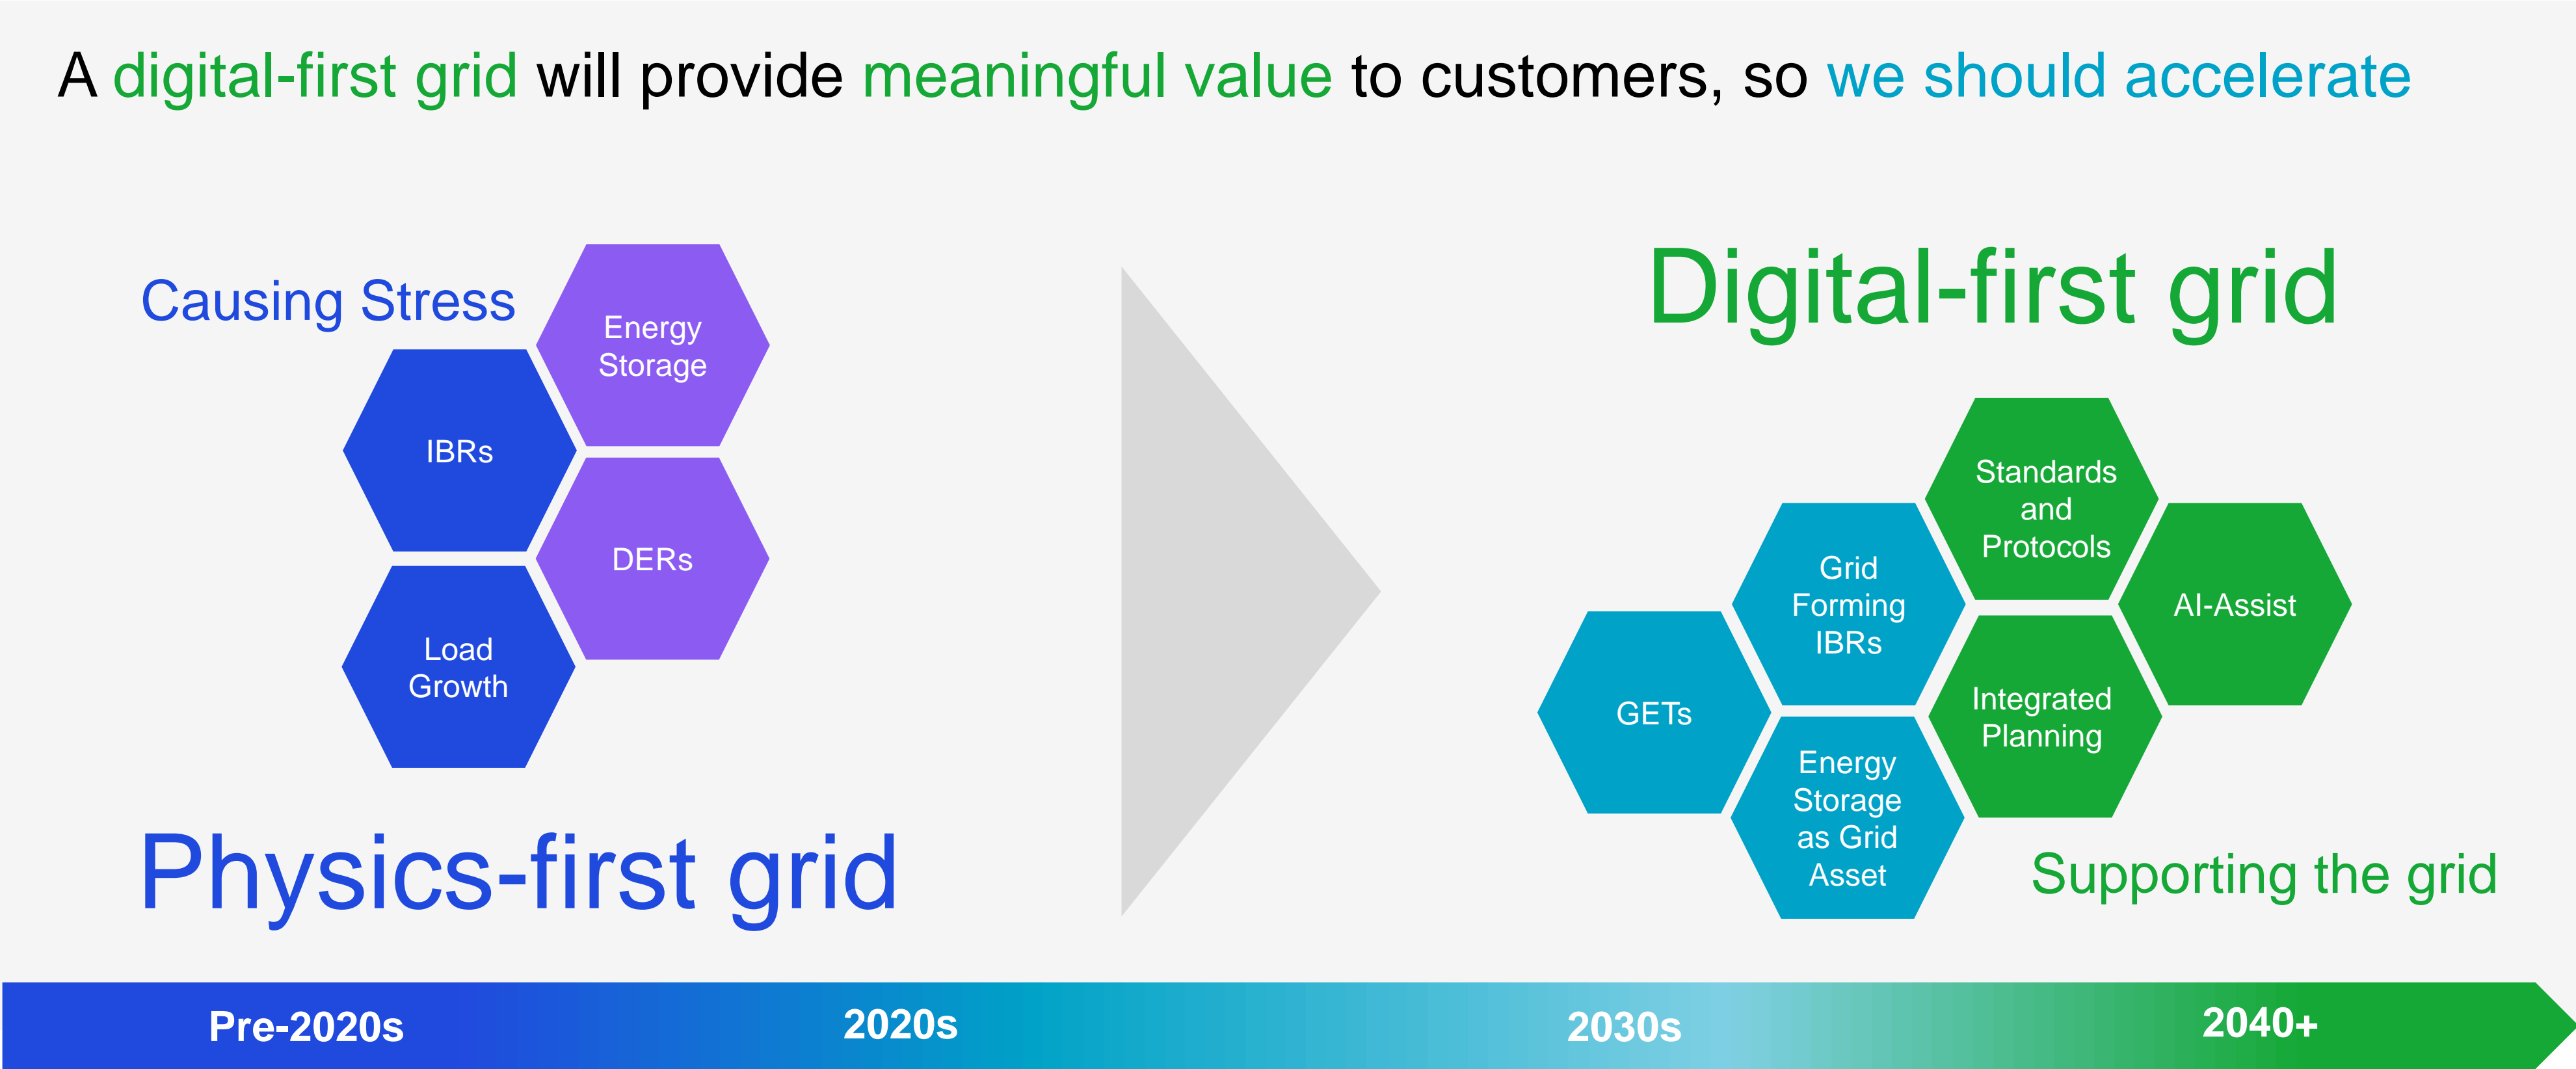 A digital-first grid will provide meaningful value to customers, so we should accelerate
Causing Stress
Energy
Storage
IBRs
DERs
Load
Growth
Physics-first grid
Digital-first grid
Standards
and
Protocols
Grid
Forming
IBRs
AI-Assist
GETs
Integrated
Planning
Energy
Storage
as Grid
Asset
Supporting the grid
Pre-2020s
2020s
2030s
2040+